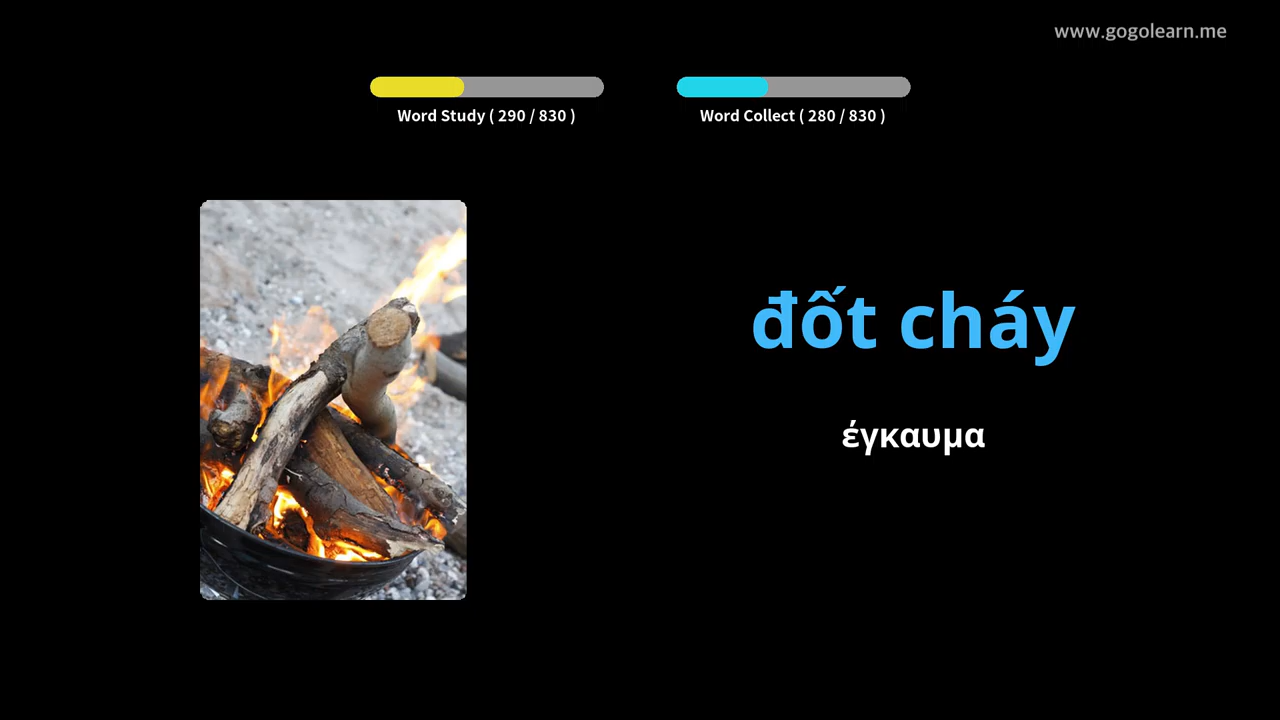 www.gogolearn.me
Word Study ( 290 / 830 )
Word Collect ( 280 / 830 )
đốt cháy
έγκαυμα